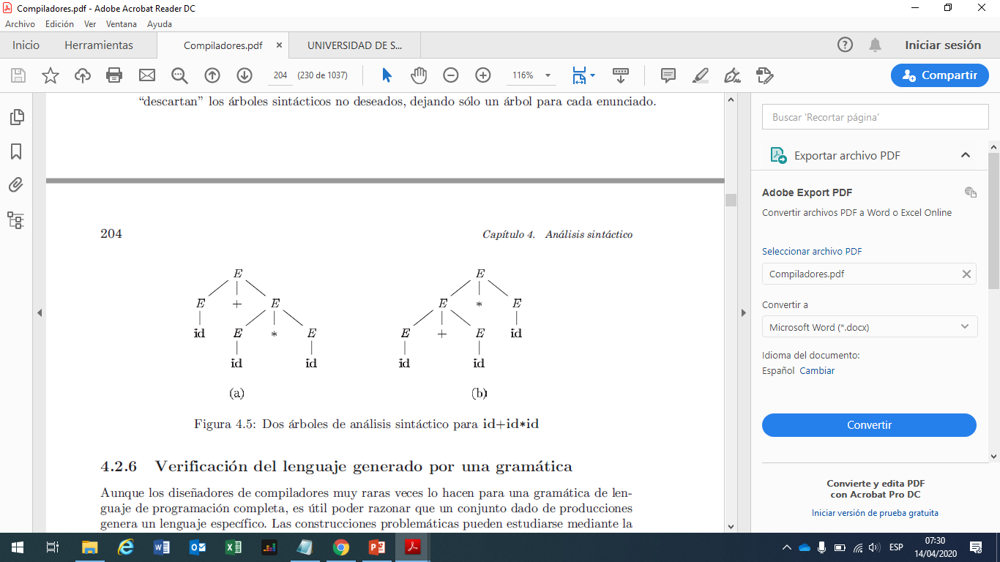 Compiladores.pdf - Adobe Acrobat Reader DC
Archivo Edición Ver Ventana Ayuda
Inicio Herramientas Compiladores.pdf × UNIVERSIDAD DE S... Iniciar sesión
204 (230 de 1037) 116% Compartir
“descartan” los árboles sintácticos no deseados, dejando sólo un árbol para cada enunciado.
204 Capítulo 4. Análisis sintáctico
E E
E + E E * E
id E * E E + E id
id id id id
(a) (b)
Figura 4.5: Dos árboles de análisis sintáctico para id+id*id
4.2.6 Verificación del lenguaje generado por una gramática
Aunque los diseñadores de compiladores muy raras veces lo hacen para una gramática de len-
guaje de programación completa, es útil poder razonar que un conjunto dado de producciones
genera un lenguaje específico. Las construcciones problemáticas pueden estudiarse mediante la
Buscar 'Recortar página'
Exportar archivo PDF
Adobe Export PDF
Convertir archivos PDF a Word o Excel Online
Seleccionar archivo PDF
Compiladores.pdf
Convertir a
Microsoft Word (*.docx)
Idioma del documento:
Español Cambiar
Convertir
Convierte y edita PDF
con Acrobat Pro DC
Iniciar versión de prueba gratuita
ESP
07:30
14/04/2020